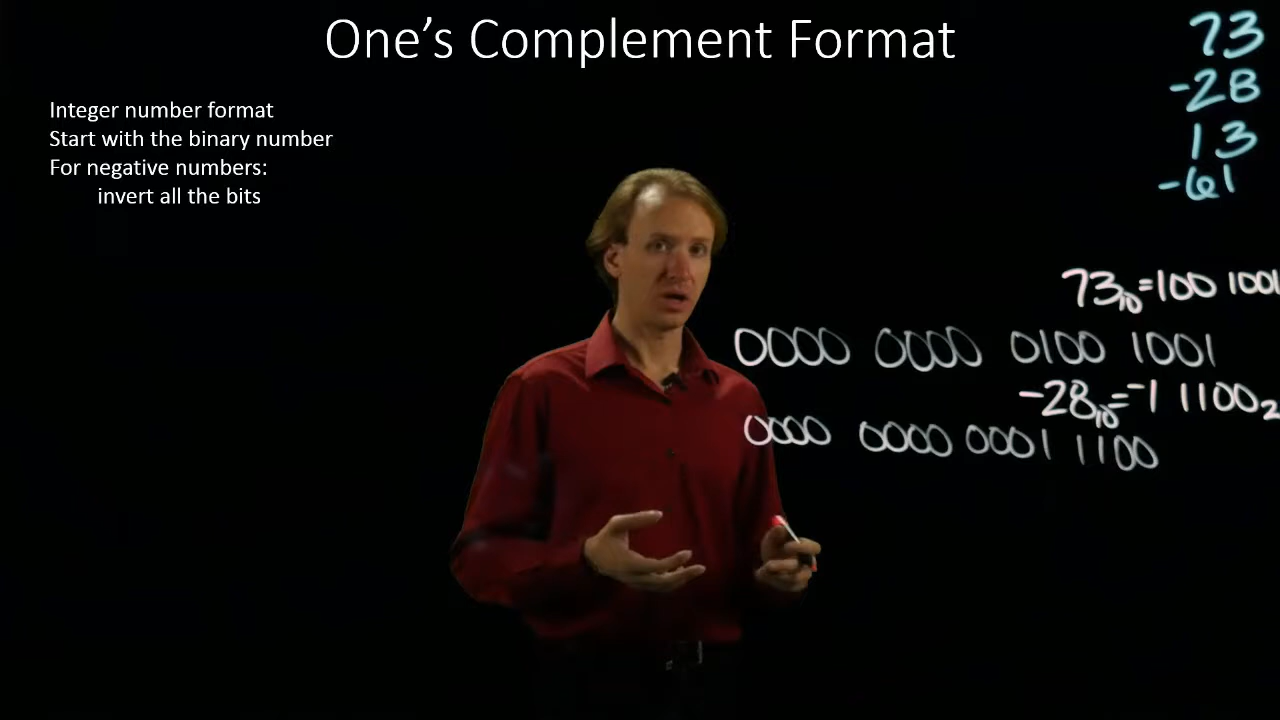 One's Complement Format
Integer number format
Start with the binary number
For negative numbers:
invert all the bits
73
-28
13
-61
73₁₀=100 1001
0000 0000 0100 1001
-28₁₀=-1 1100₂
0000 0000 0001 1100